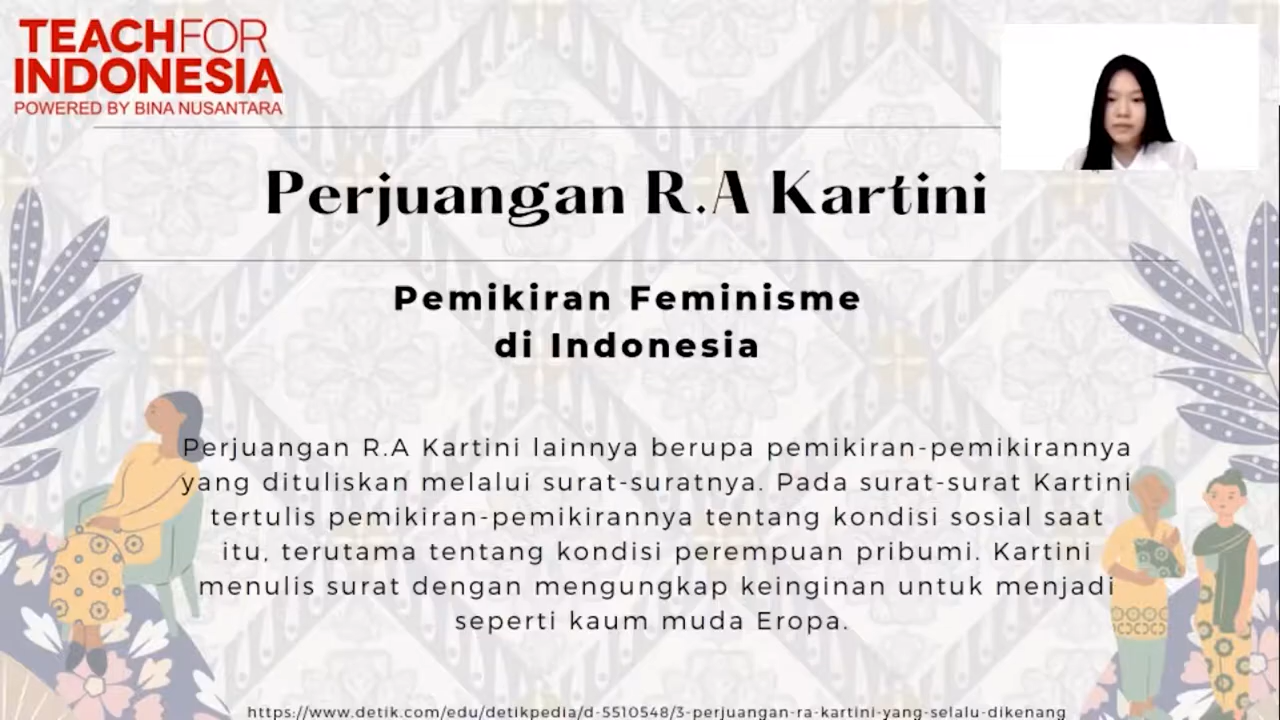 TEACHFOR
INDONESIA
POWERED BY BINA NUSANTARA
Perjuangan R.A Kartini
Pemikiran Feminisme
di Indonesia
Perjuangan R.A Kartini lainnya berupa pemikiran-pemikirannya
yang dituliskan melalui surat-suratnya. Pada surat-surat Kartini
tertulis pemikiran-pemikirannya tentang kondisi sosial saat
itu, terutama tentang kondisi perempuan pribumi. Kartini
menulis surat dengan mengungkap keinginan untuk menjadi
seperti kaum muda Eropa.
https://www.detik.com/edu/detikpedia/d-5510548/3-perjuangan-ra-kartini-yang-selalu-dikenang